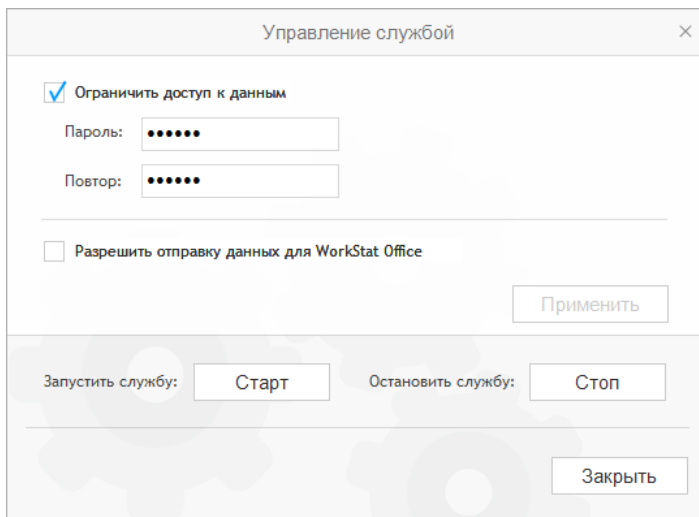 Управление службой
Ограничить доступ к данным
Пароль: ••••••
Повтор: ••••••
Разрешить отправку данных для WorkStat Office
Применить
Запустить службу: Старт Остановить службу: Стоп
Закрыть